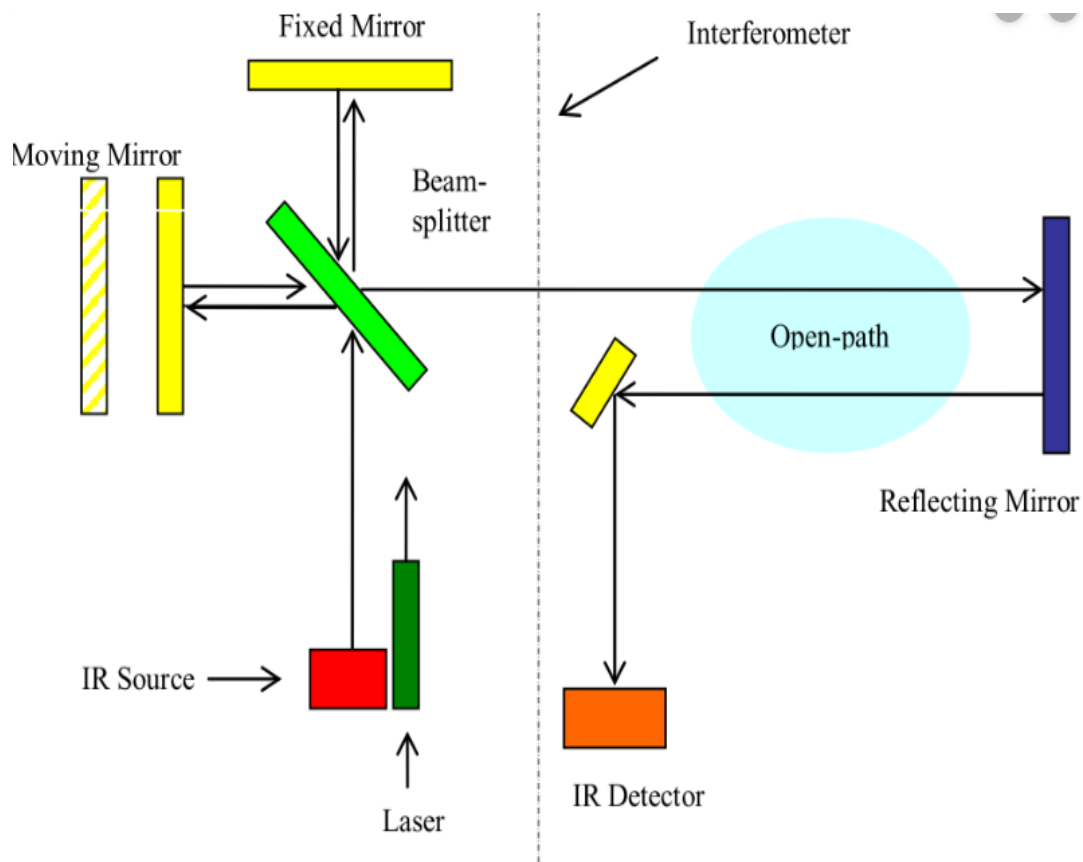 Fixed Mirror
Interferometer
Moving Mirror
Beam-
splitter
Open-path
Reflecting Mirror
IR Source
IR Detector
Laser